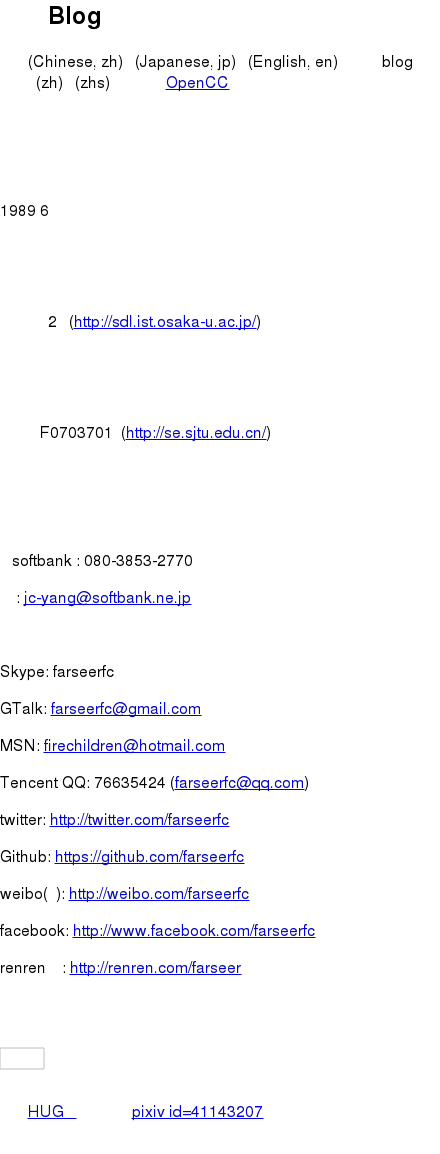 Blog
(Chinese, zh) (Japanese, jp) (English, en) blog
(zh) (zhs) OpenCC
1989 6
2 (http://sdl.ist.osaka-u.ac.jp/)
F0703701 (http://se.sjtu.edu.cn/)
softbank : 080-3853-2770
: jc-yang@softbank.ne.jp
Skype: farseerfc
GTalk: farseerfc@gmail.com
MSN: firechildren@hotmail.com
Tencent QQ: 76635424 (farseerfc@qq.com)
twitter: http://twitter.com/farseerfc
Github: https://github.com/farseerfc
weibo( ): http://weibo.com/farseerfc
facebook: http://www.facebook.com/farseerfc
renren : http://renren.com/farseer
HUG pixiv id=41143207